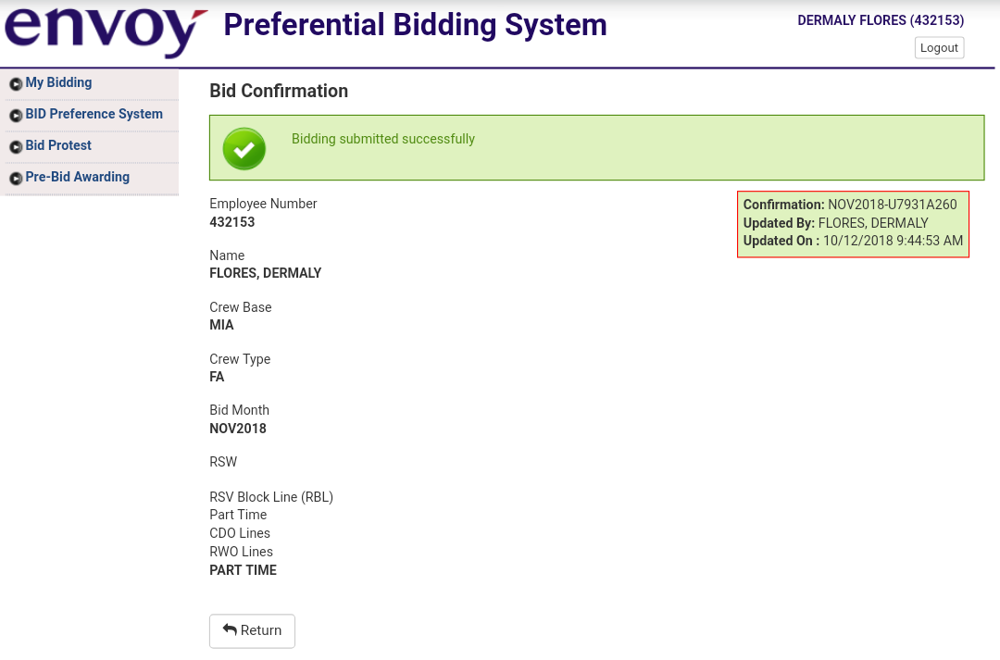 envoy
Preferential Bidding System
DERMALY FLORES (432153)
Logout
My Bidding
BID Preference System
Bid Protest
Pre-Bid Awarding
Bid Confirmation
Bidding submitted successfully
Employee Number
432153
Name
FLORES, DERMALY
Crew Base
MIA
Crew Type
FA
Bid Month
NOV2018
RSW
RSV Block Line (RBL)
Part Time
CDO Lines
RWO Lines
PART TIME
Confirmation: NOV2018-U7931A260
Updated By: FLORES, DERMALY
Updated On : 10/12/2018 9:44:53 AM
Return